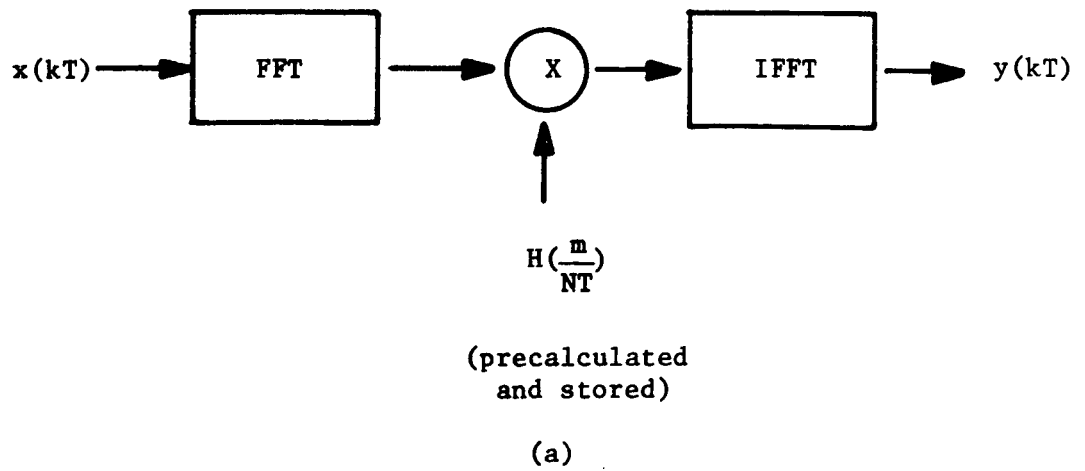 x(kT) FFT X IFFT y(kT)
H(m/NT)
(precalculated
and stored)
(a)